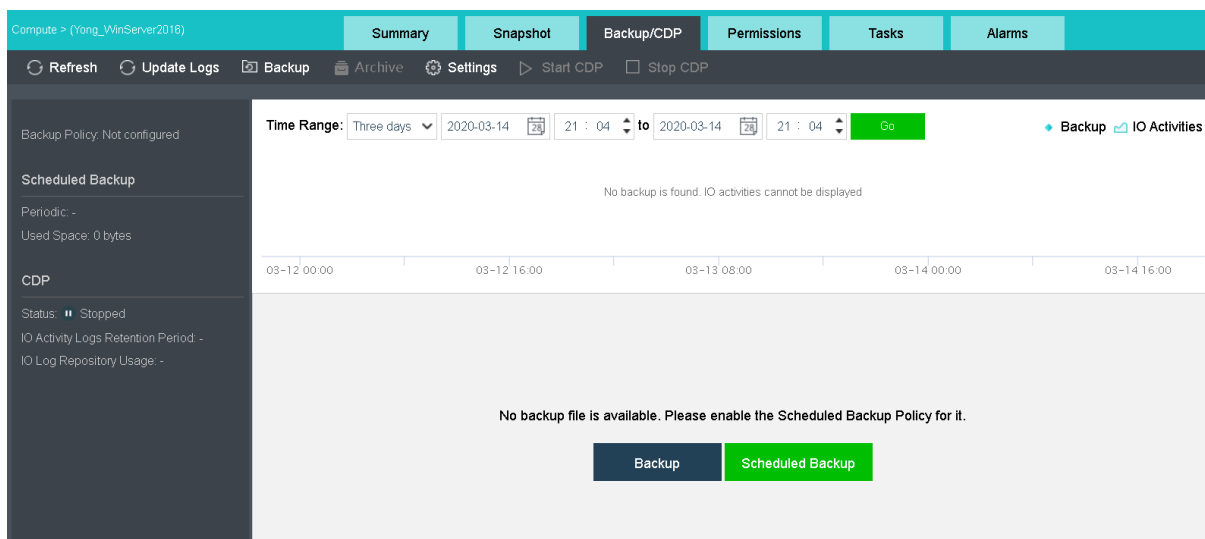 Compute > (Yong_WinServer2016)
Summary Snapshot Backup/CDP Permissions Tasks Alarms
Refresh Update Logs Backup Archive Settings Start CDP Stop CDP
Backup Policy: Not configured
Scheduled Backup
Periodic: -
Used Space: 0 bytes
CDP
Status: Stopped
IO Activity Logs Retention Period: -
IO Log Repository Usage: -
Time Range: Three days 2020-03-14 28 21 : 04 to 2020-03-14 28 21 : 04 Go Backup IO Activities
No backup is found. IO activities cannot be displayed
03-12 00:00 03-12 16:00 03-13 08:00 03-14 00:00 03-14 16:00
No backup file is available. Please enable the Scheduled Backup Policy for it.
Backup Scheduled Backup